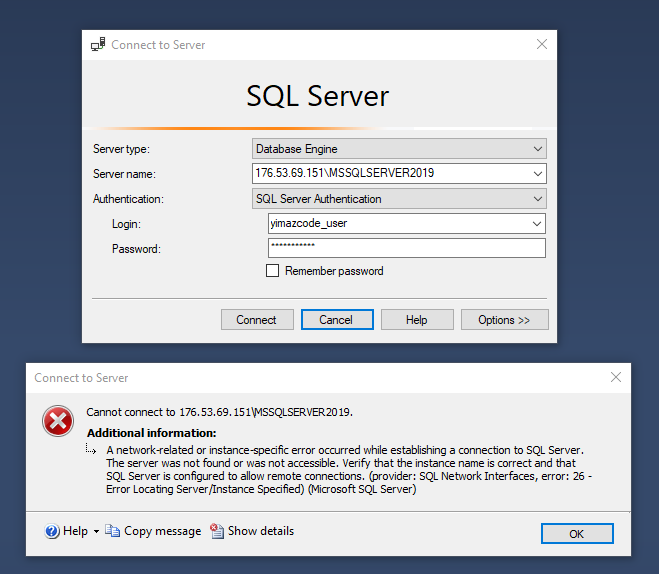 Connect to Server
SQL Server
Server type: Database Engine
Server name: 176.53.69.151\MSSQLSERVER2019
Authentication: SQL Server Authentication
Login: yimazcode_user
Password: ***********
Remember password
Connect Cancel Help Options >>
Connect to Server
Cannot connect to 176.53.69.151\MSSQLSERVER2019.
Additional information:
A network-related or instance-specific error occurred while establishing a connection to SQL Server.
The server was not found or was not accessible. Verify that the instance name is correct and that
SQL Server is configured to allow remote connections. (provider: SQL Network Interfaces, error: 26 -
Error Locating Server/Instance Specified) (Microsoft SQL Server)
Help Copy message Show details OK